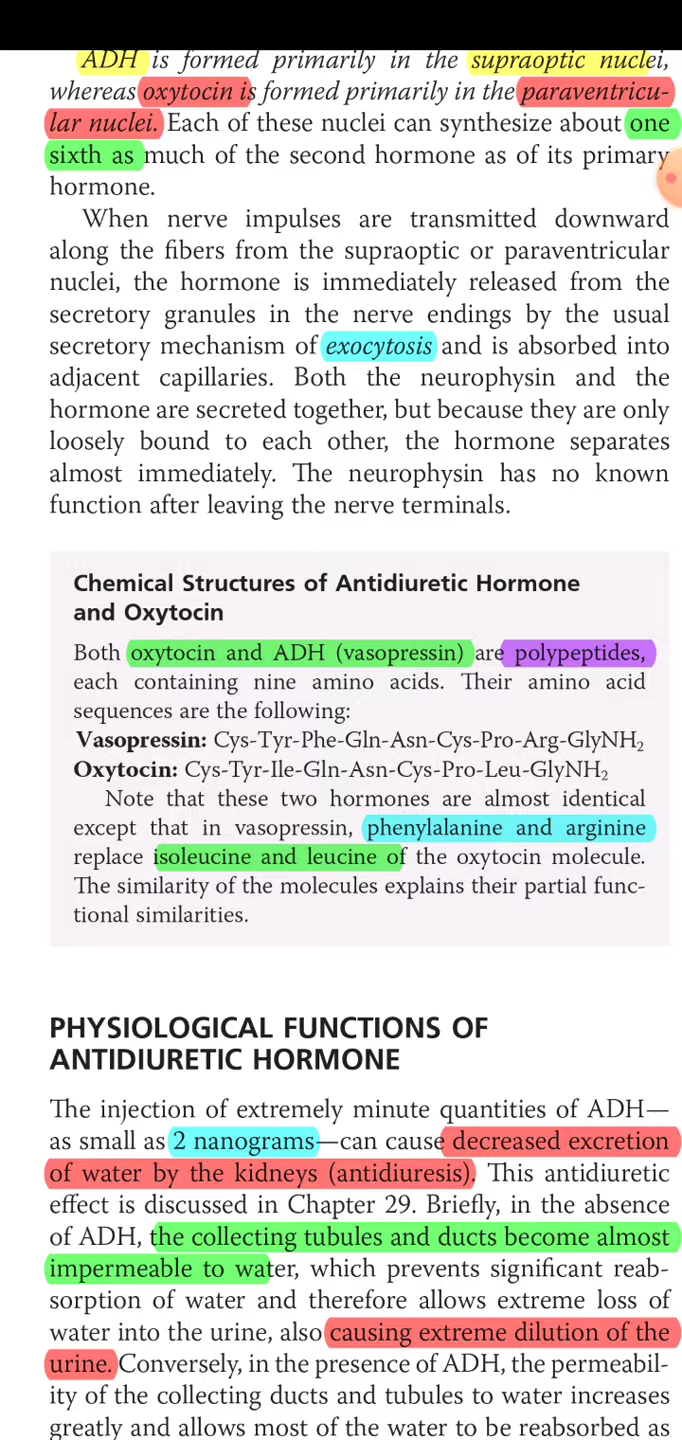 ADH is formed primarily in the supraoptic nuclei,
whereas oxytocin is formed primarily in the paraventricu-
lar nuclei. Each of these nuclei can synthesize about one
sixth as much of the second hormone as of its primary
hormone.
When nerve impulses are transmitted downward
along the fibers from the supraoptic or paraventricular
nuclei, the hormone is immediately released from the
secretory granules in the nerve endings by the usual
secretory mechanism of exocytosis and is absorbed into
adjacent capillaries. Both the neurophysin and the
hormone are secreted together, but because they are only
loosely bound to each other, the hormone separates
almost immediately. The neurophysin has no known
function after leaving the nerve terminals.
Chemical Structures of Antidiuretic Hormone
and Oxytocin
Both oxytocin and ADH (vasopressin) are polypeptides,
each containing nine amino acids. Their amino acid
sequences are the following:
Vasopressin: Cys-Tyr-Phe-Gln-Asn-Cys-Pro-Arg-GlyNH₂
Oxytocin: Cys-Tyr-Ile-Gln-Asn-Cys-Pro-Leu-GlyNH₂
Note that these two hormones are almost identical
except that in vasopressin, phenylalanine and arginine
replace isoleucine and leucine of the oxytocin molecule.
The similarity of the molecules explains their partial func-
tional similarities.
PHYSIOLOGICAL FUNCTIONS OF
ANTIDIURETIC HORMONE
The injection of extremely minute quantities of ADH—
as small as 2 nanograms—can cause decreased excretion
of water by the kidneys (antidiuresis). This antidiuretic
effect is discussed in Chapter 29. Briefly, in the absence
of ADH, the collecting tubules and ducts become almost
impermeable to water, which prevents significant reab-
sorption of water and therefore allows extreme loss of
water into the urine, also causing extreme dilution of the
urine. Conversely, in the presence of ADH, the permeabil-
ity of the collecting ducts and tubules to water increases
greatly and allows most of the water to be reabsorbed as